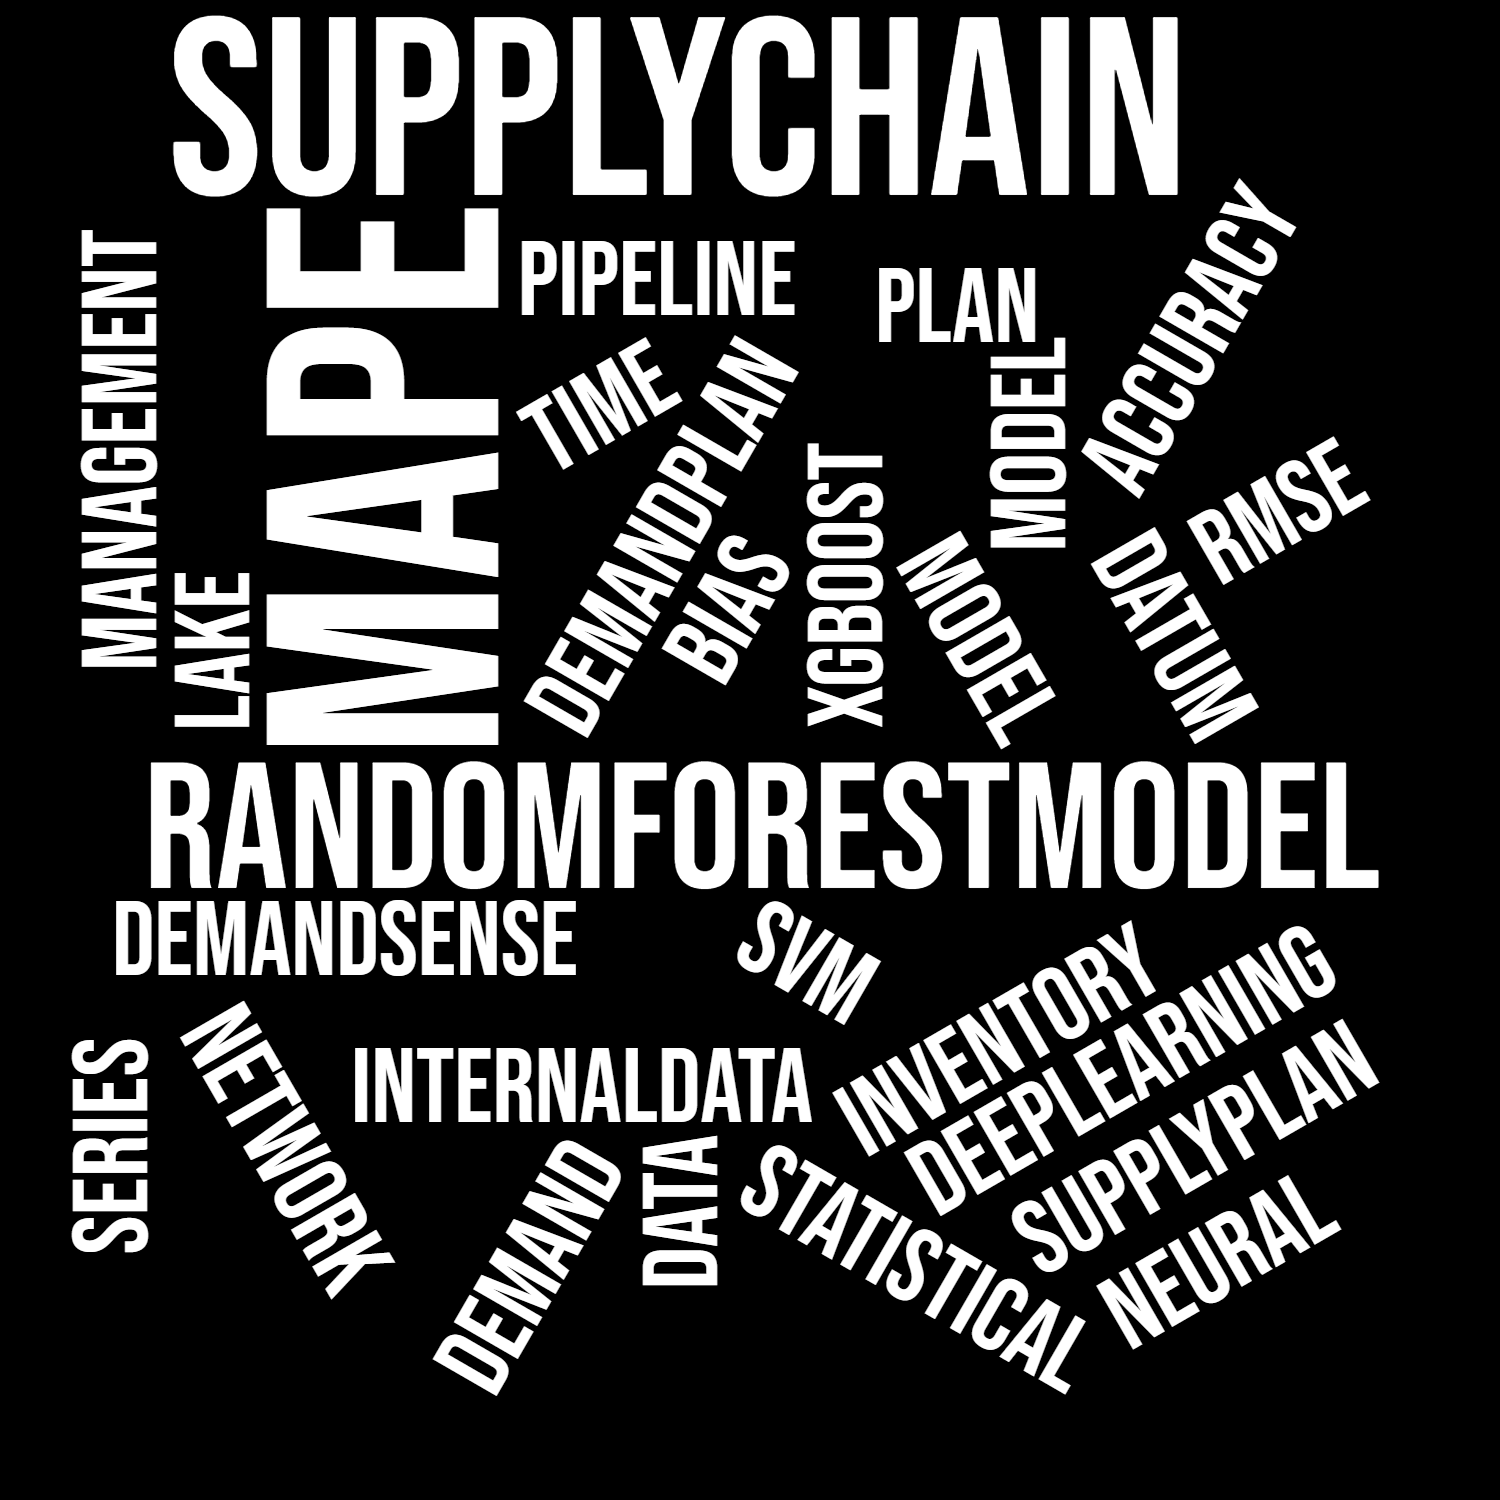 SUPPLYCHAIN
MANAGEMENT
LAKE
MAPE
PIPELINE
PLAN
ACCURACY
TIME
DEMANDPLAN
BIAS
XGBOOST
MODEL
MODEL
RMSE
DATUM
RANDOMFORESTMODEL
DEMANDSENSE
SVM
INVENTORY
DEEPLEARNING
SUPPLYPLAN
NEURAL
SERIES
NETWORK
INTERNALDATA
DEMAND
DATA
STATISTICAL